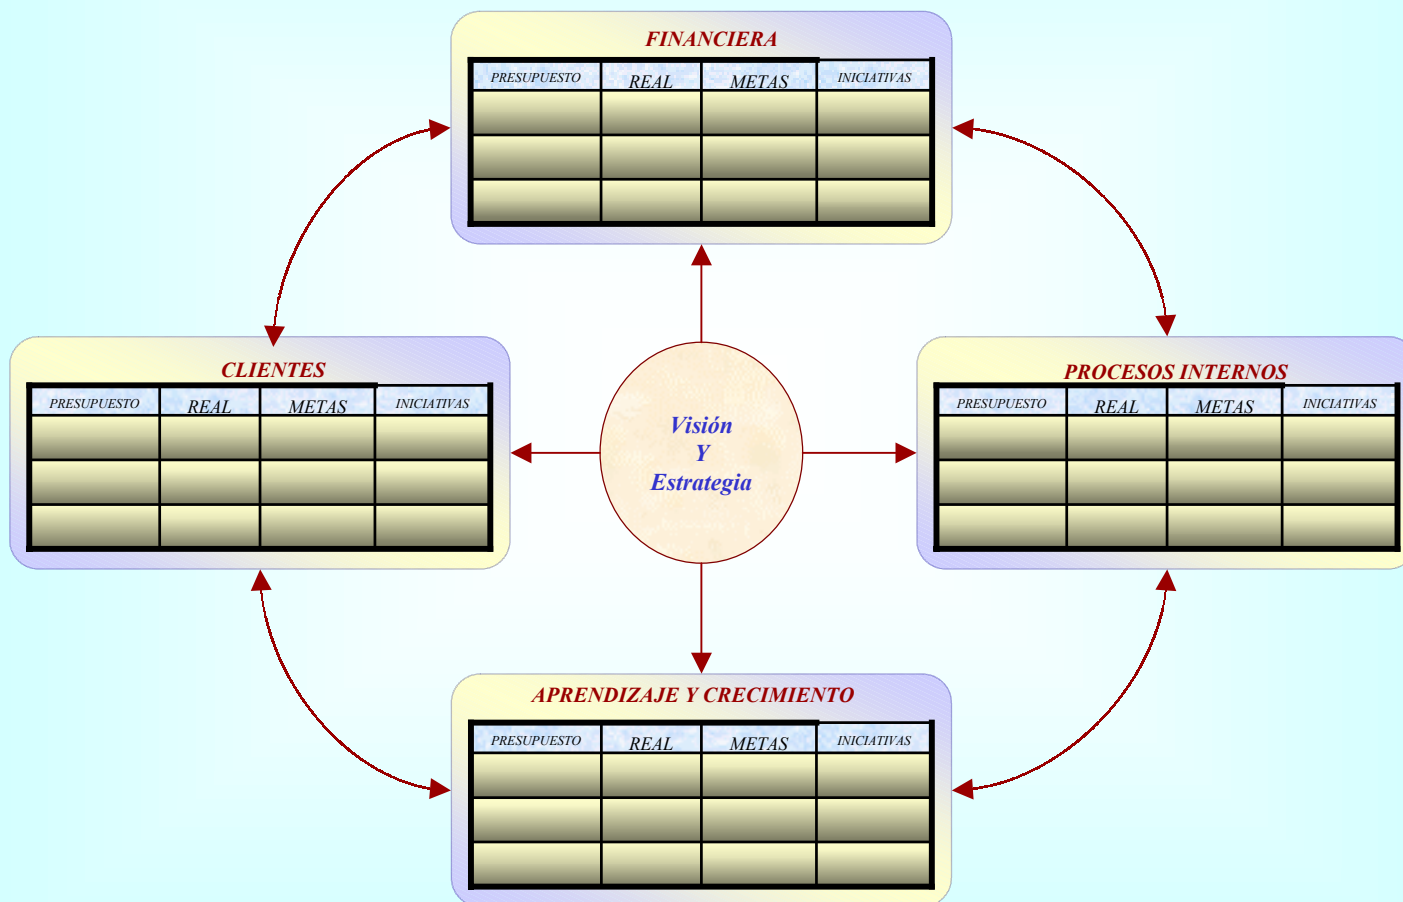 FINANCIERA
PRESUPUESTO REAL METAS INICIATIVAS
CLIENTES
PRESUPUESTO REAL METAS INICIATIVAS
Visión
Y
Estrategia
PROCESOS INTERNOS
PRESUPUESTO REAL METAS INICIATIVAS
APRENDIZAJE Y CRECIMIENTO
PRESUPUESTO REAL METAS INICIATIVAS